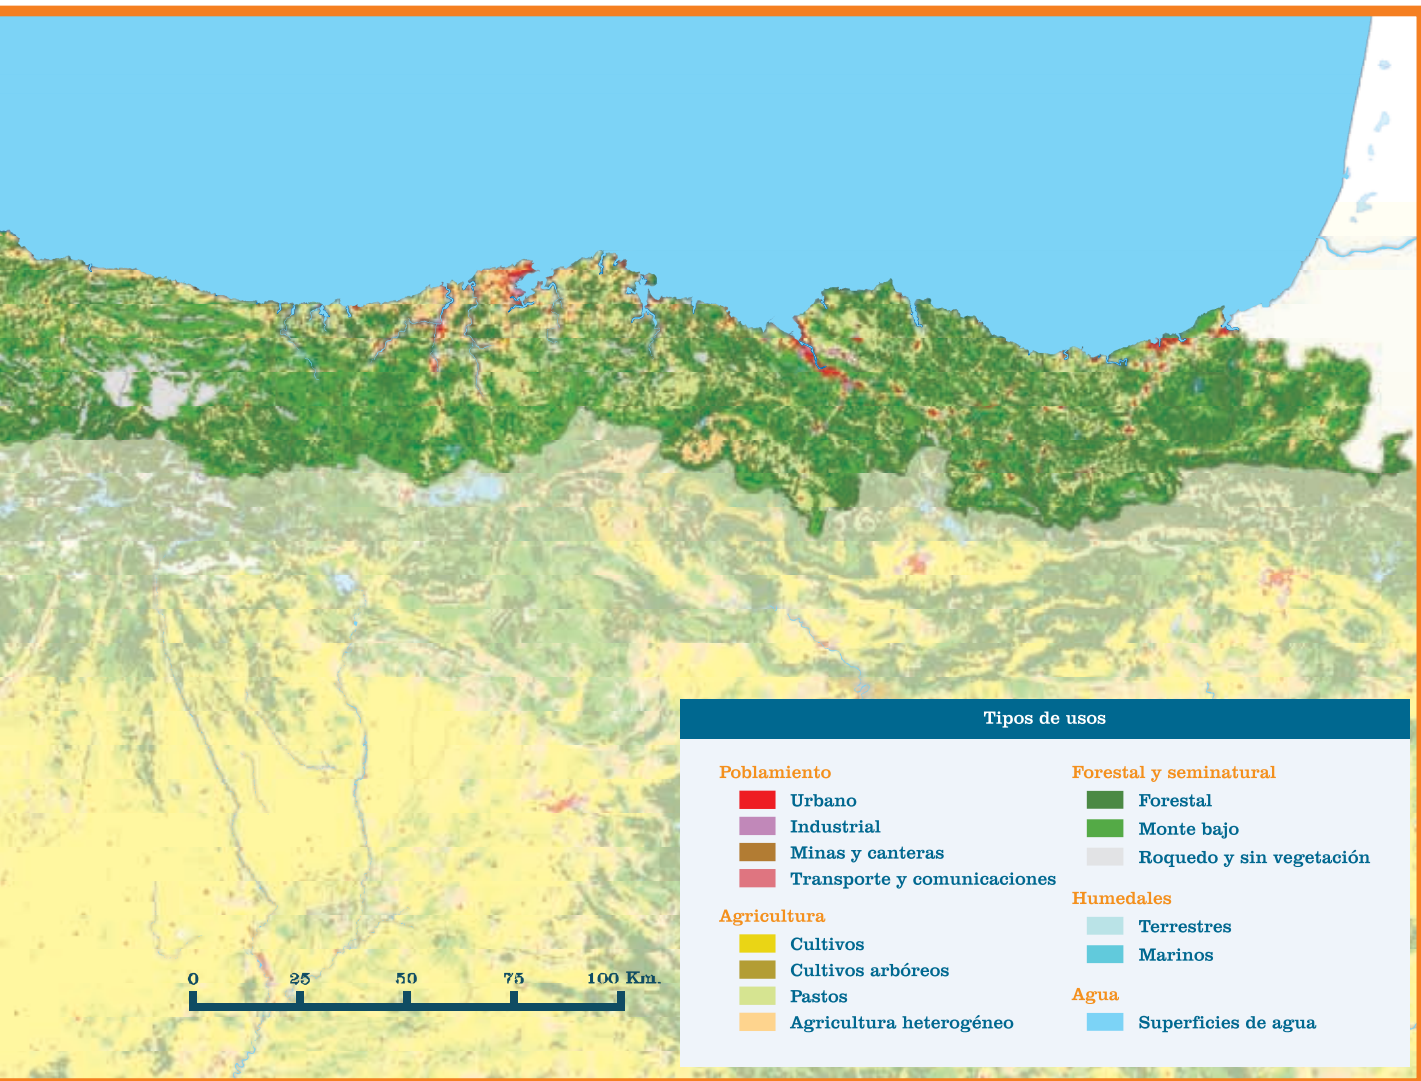 Tipos de usos
Poblamiento
Urbano
Industrial
Minas y canteras
Transporte y comunicaciones
Agricultura
Cultivos
Cultivos arbóreos
Pastos
Agricultura heterogéneo
Forestal y seminatural
Forestal
Monte bajo
Roquedo y sin vegetación
Humedales
Terrestres
Marinos
Agua
Superficies de agua
0 25 50 75 100 Km.